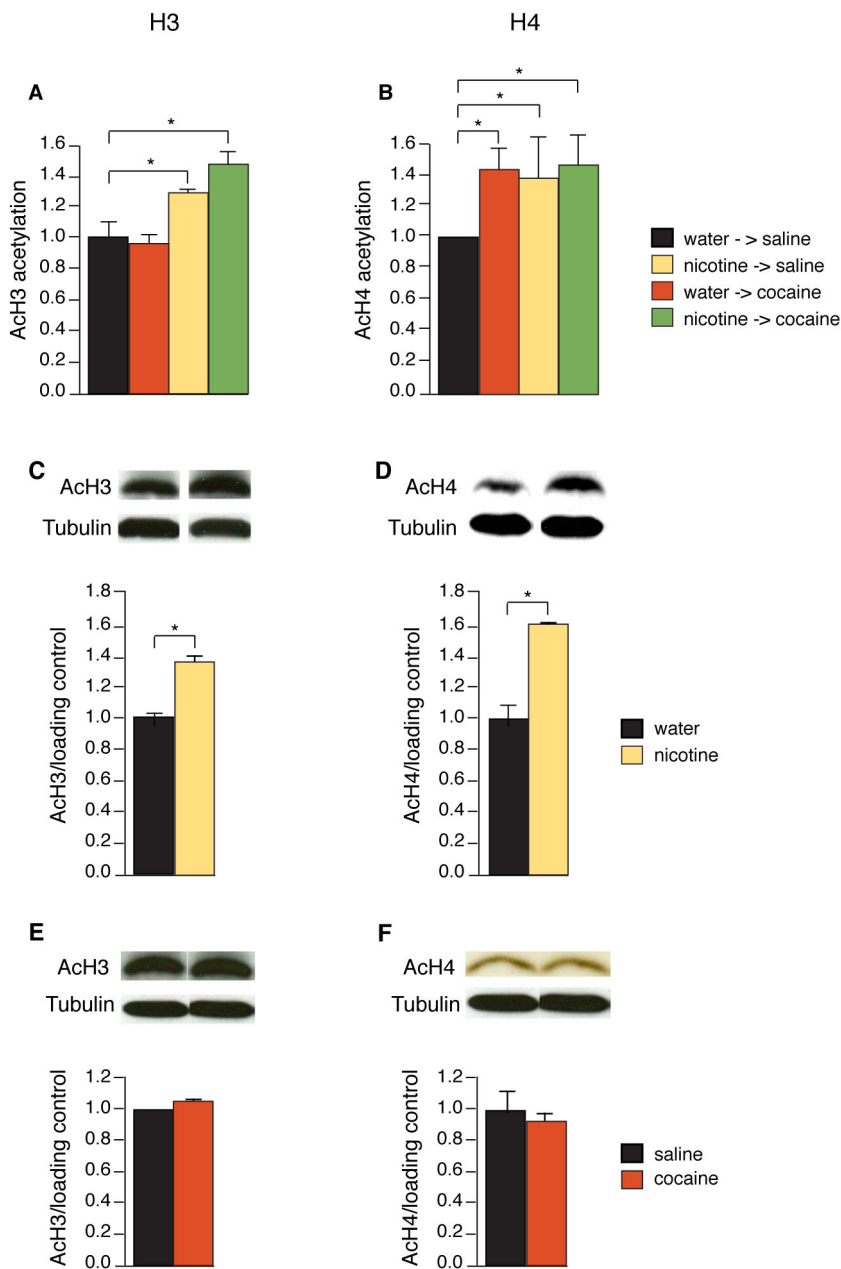 H3
H4
A
*
*
1.6
1.4
1.2
1.0
0.8
0.6
0.4
0.2
0.0
AcH3 acetylation
B
*
*
*
1.6
1.4
1.2
1.0
0.8
0.6
0.4
0.2
0.0
AcH4 acetylation
water - > saline
nicotine -> saline
water -> cocaine
nicotine -> cocaine
C
AcH3
Tubulin
1.8
1.6
1.4
1.2
1.0
0.8
0.6
0.4
0.2
0.0
*
AcH3/loading control
D
AcH4
Tubulin
1.8
1.6
1.4
1.2
1.0
0.8
0.6
0.4
0.2
0.0
*
AcH4/loading control
water
nicotine
E
AcH3
Tubulin
1.2
1.0
0.8
0.6
0.4
0.2
0.0
AcH3/loading control
F
AcH4
Tubulin
1.2
1.0
0.8
0.6
0.4
0.2
0.0
AcH4/loading control
saline
cocaine